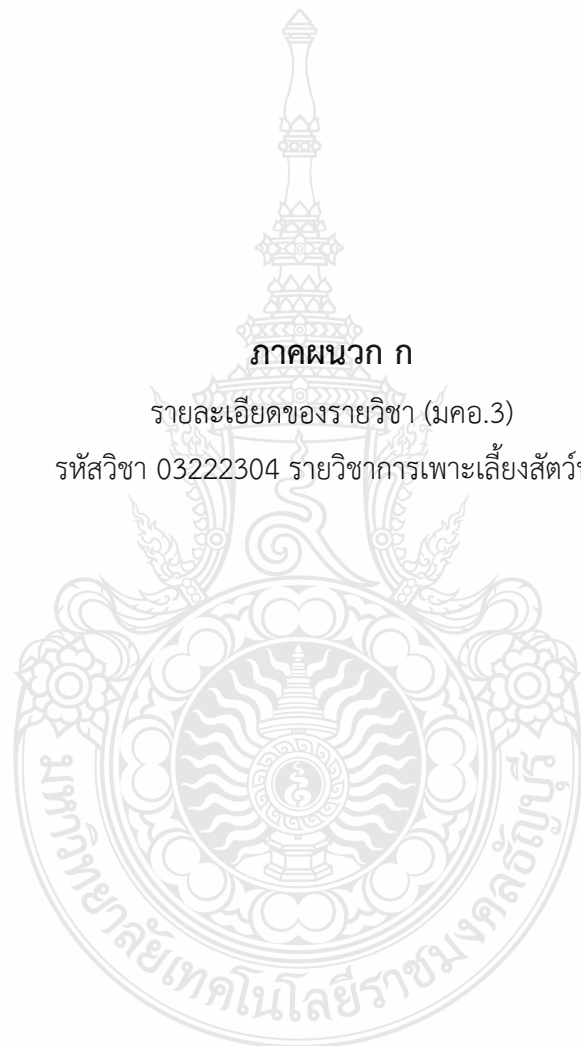 ภาคผนวก ก
รายละเอียดของรายวิชา (มคอ.3)
รหัสวิชา 03222304 รายวิชาการเพาะเลี้ยงสัตว์
มหาวิทยาลัยเทคโนโลยีราชมงคลธัญบุรี